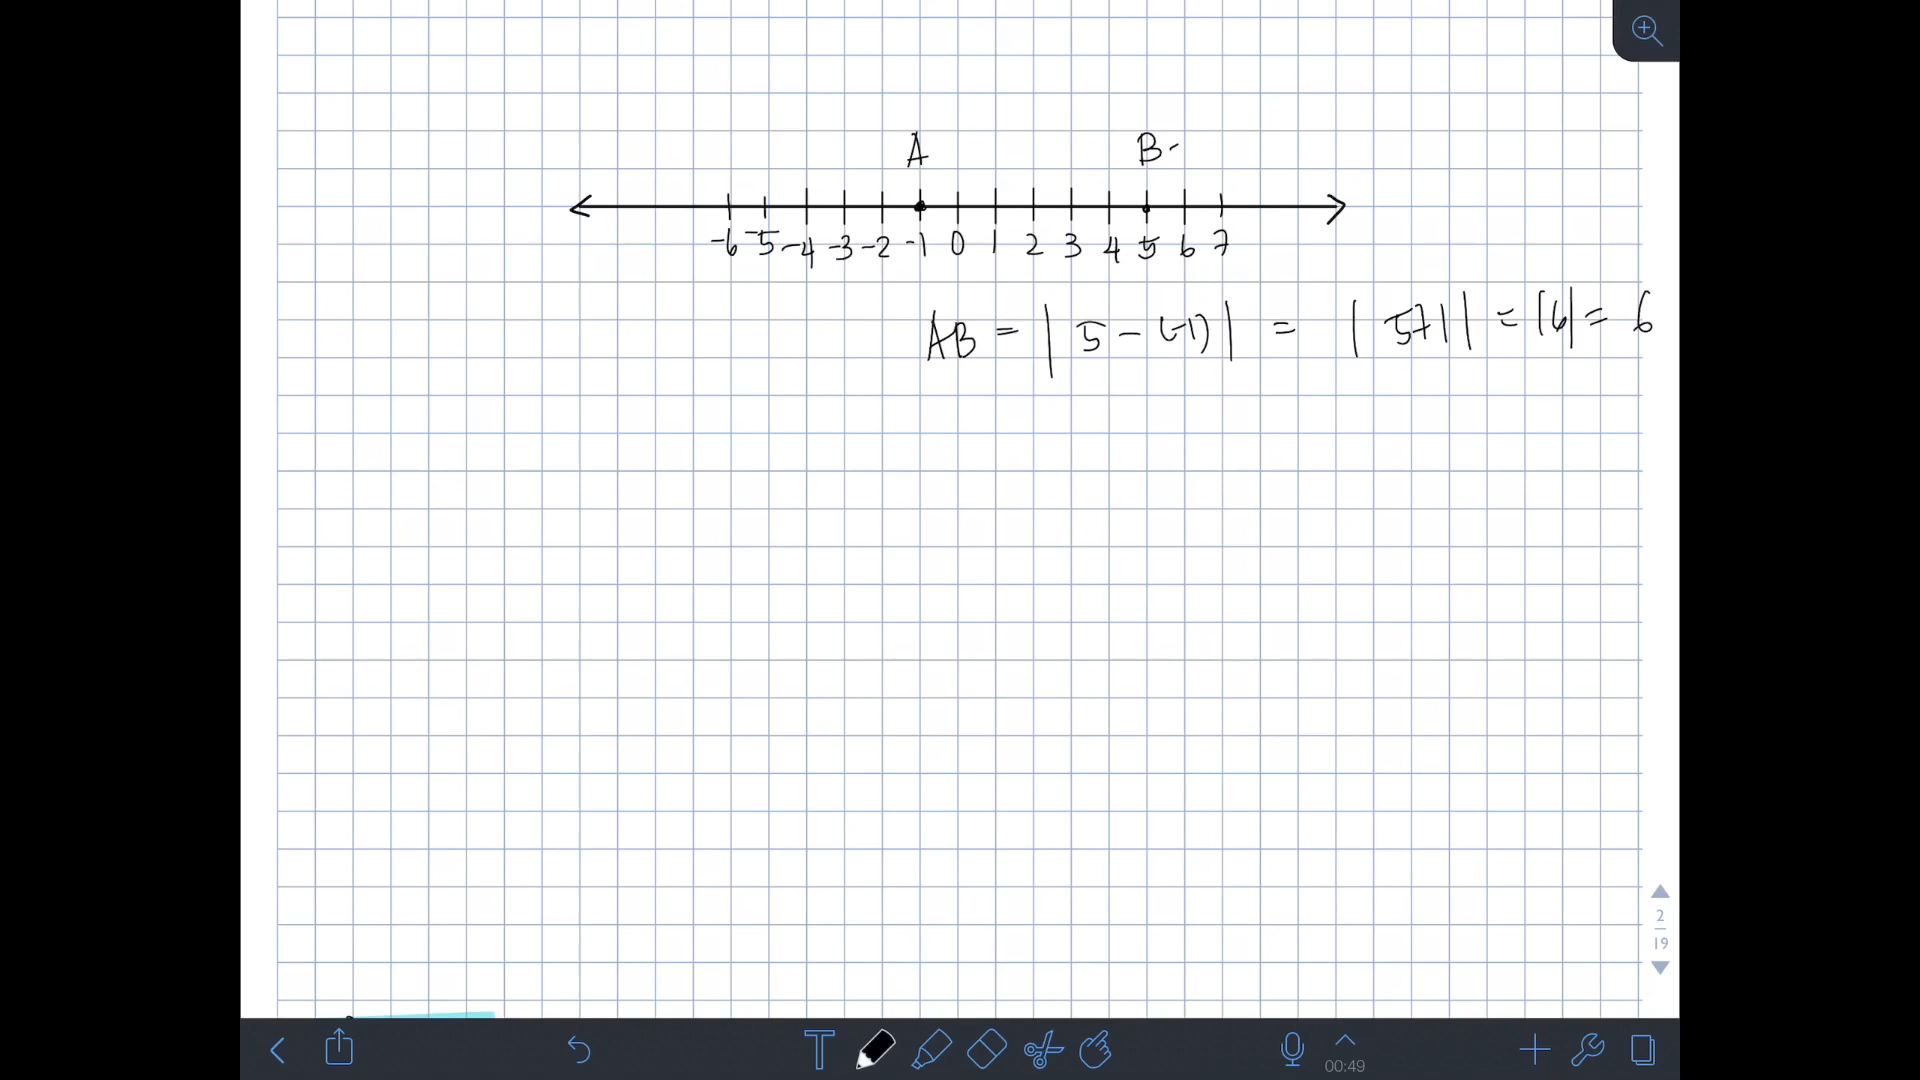 A B
-6 -5 -4 -3 -2 -1 0 1 2 3 4 5 6 7
AB = | 5 - (-1) | = | 5+1 | = |6| = 6
2
19
00:49